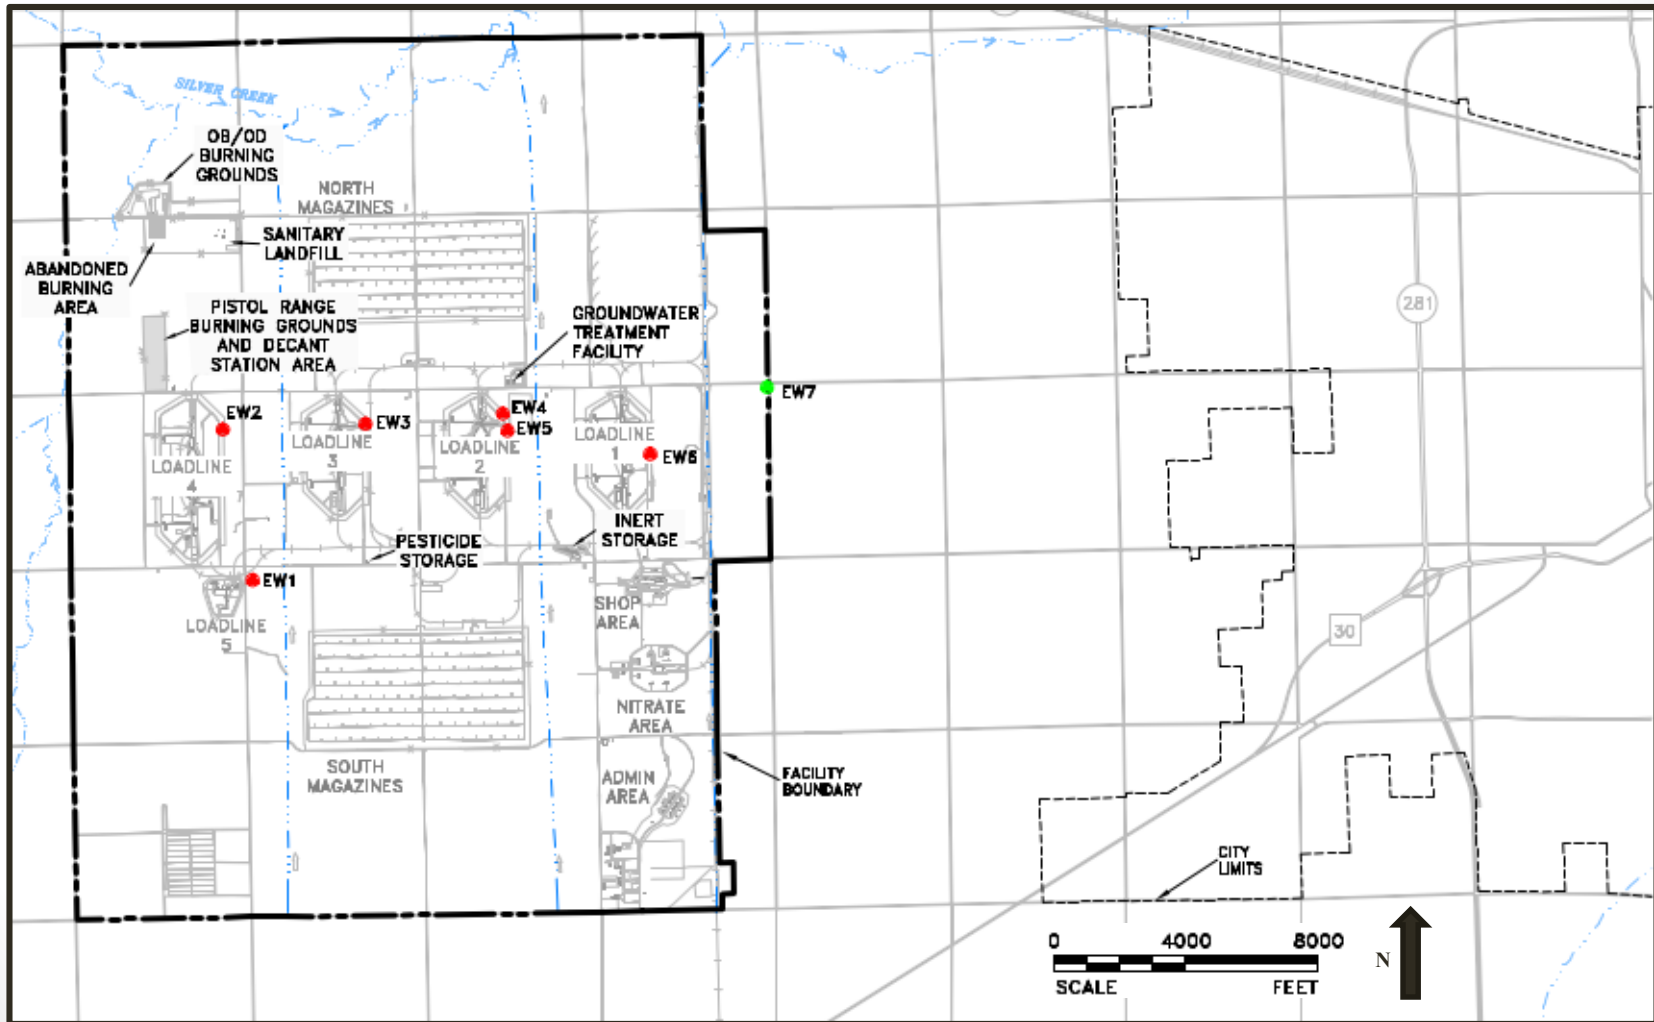 SILVER CREEK
OB/OD
BURNING
GROUNDS
NORTH
MAGAZINES
SANITARY
LANDFILL
ABANDONED
BURNING
AREA
PISTOL RANGE
BURNING GROUNDS
AND DECANT
STATION AREA
GROUNDWATER
TREATMENT
FACILITY
281
EW7
EW2
EW3
EW4
EW5
EW6
LOADLINE
4
LOADLINE
3
LOADLINE
2
LOADLINE
1
PESTICIDE
STORAGE
INERT
STORAGE
EW1
LOADLINE
5
SHOP
AREA
30
NITRATE
AREA
SOUTH
MAGAZINES
ADMIN
AREA
FACILITY
BOUNDARY
CITY
LIMITS
0 4000 8000
SCALE FEET
N